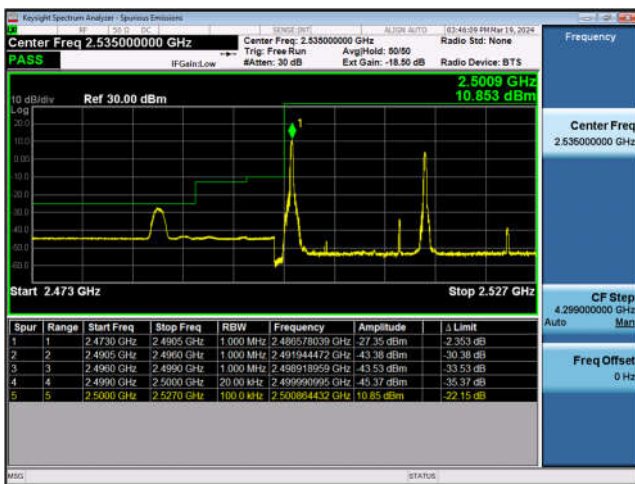 Keysight Spectrum Analyzer - Spurious Emissions
RF 50 Ω DC SENSE:INT ALIGN AUTO 03:46:09 PM Mar 19, 2024
Center Freq 2.535000000 GHz
Center Freq: 2.535000000 GHz
Radio Std: None
Frequency
Trig: Free Run Avg|Hold: 50/50
PASS
IFGain:Low
#Atten: 30 dB Ext Gain: -18.50 dB Radio Device: BTS
2.5009 GHz
10.853 dBm
10 dB/div Ref 30.00 dBm
Log
20.0
10.0
0.00
-10.0
-20.0
-30.0
-40.0
-50.0
-60.0
1
Start 2.473 GHz Stop 2.527 GHz
Center Freq
2.535000000 GHz
CF Step
4.299000000 GHz
Auto Man
Freq Offset
0 Hz
Spur Range Start Freq Stop Freq RBW Frequency Amplitude Δ Limit
1 1 2.4730 GHz 2.4905 GHz 1.000 MHz 2.486578039 GHz -27.35 dBm -2.353 dB
2 2 2.4905 GHz 2.4960 GHz 1.000 MHz 2.491944472 GHz -43.38 dBm -30.38 dB
3 3 2.4960 GHz 2.4990 GHz 1.000 MHz 2.498918959 GHz -43.53 dBm -33.53 dB
4 4 2.4990 GHz 2.5000 GHz 20.00 kHz 2.499990995 GHz -45.37 dBm -35.37 dB
5 5 2.5000 GHz 2.5270 GHz 100.0 kHz 2.500864432 GHz 10.85 dBm -22.15 dB
MSG STATUS